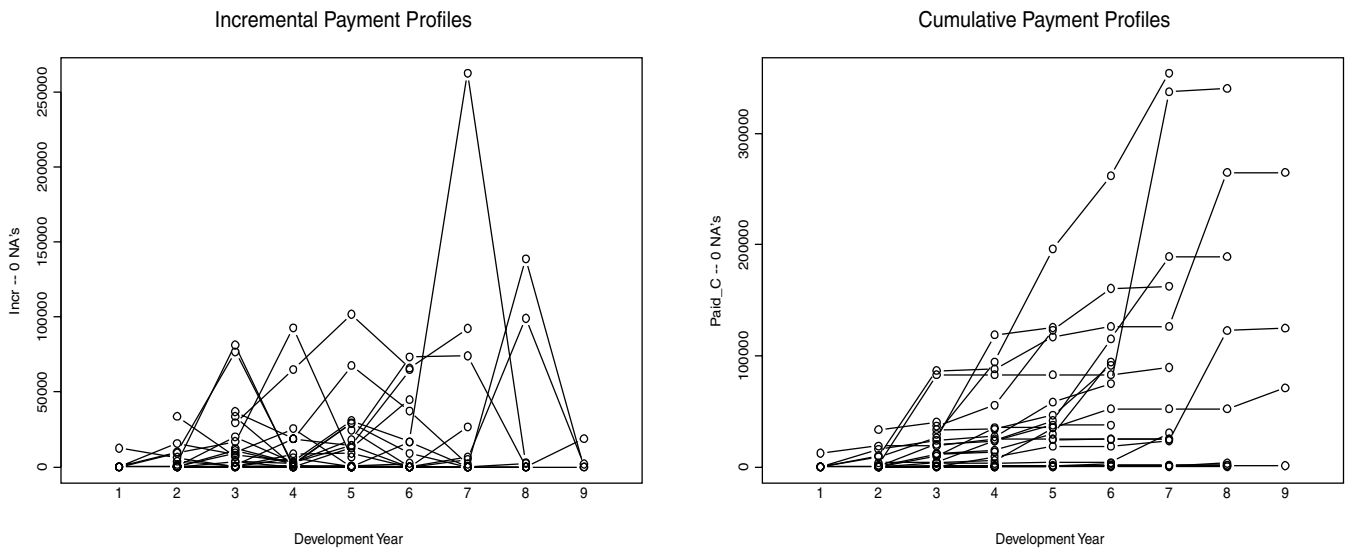 Incremental Payment Profiles
Incr -- 0 NA's
250000
200000
150000
100000
50000
0
1 2 3 4 5 6 7 8 9
Development Year
Cumulative Payment Profiles
Paid_C -- 0 NA's
300000
200000
100000
0
1 2 3 4 5 6 7 8 9
Development Year